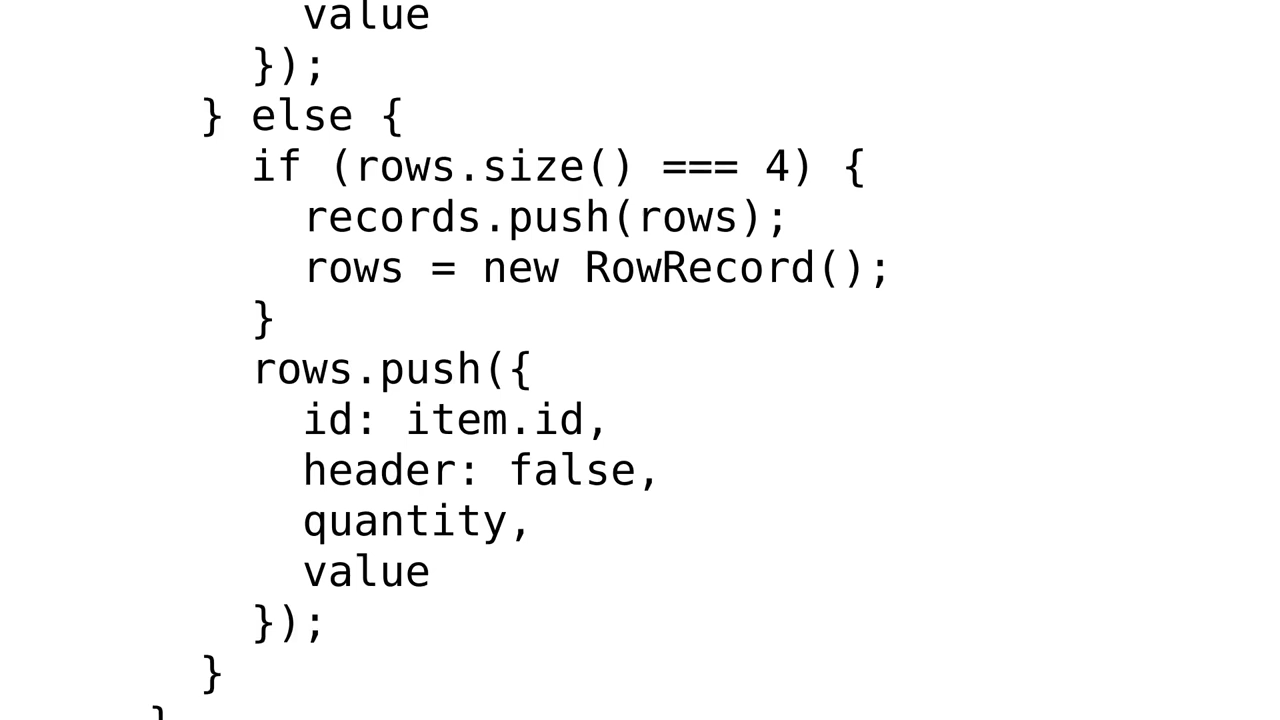 value
    });
  } else {
    if (rows.size() === 4) {
      records.push(rows);
      rows = new RowRecord();
    }
    rows.push({
      id: item.id,
      header: false,
      quantity,
      value
    });
  }
}